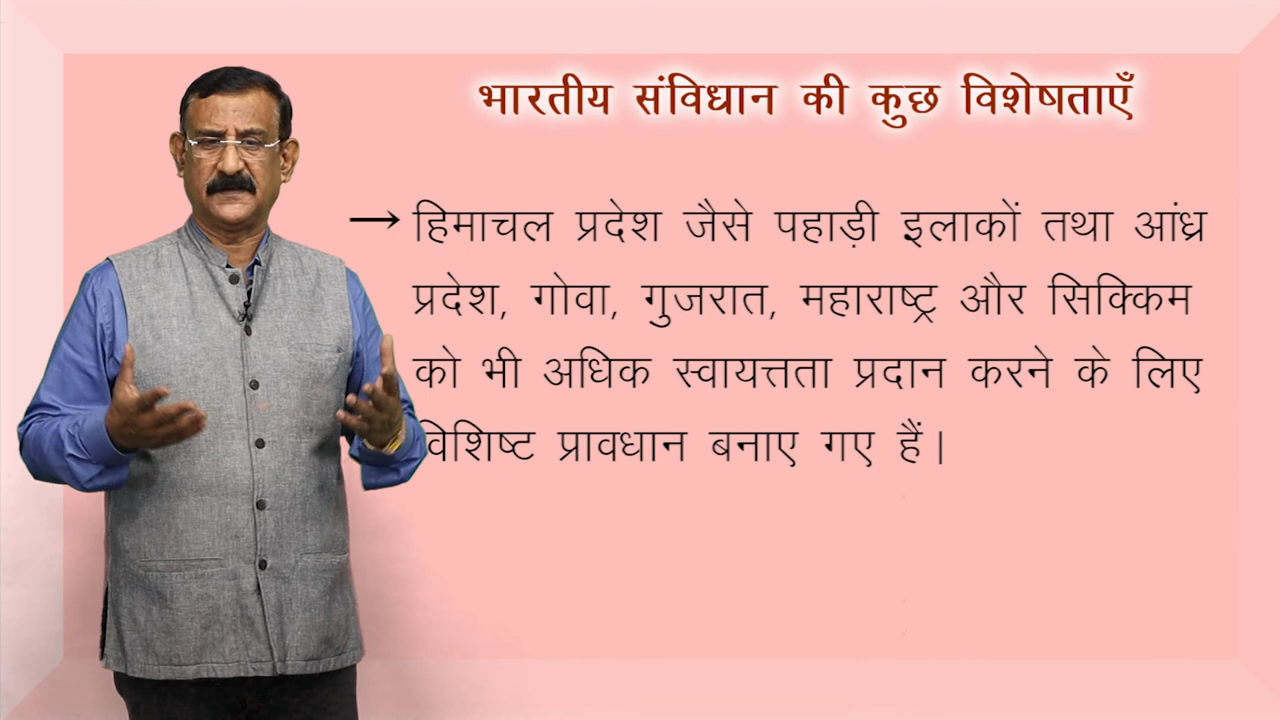 भारतीय संविधान की कुछ विशेषताएँ
→ हिमाचल प्रदेश जैसे पहाड़ी इलाकों तथा आंध्र
प्रदेश, गोवा, गुजरात, महाराष्ट्र और सिक्किम
को भी अधिक स्वायत्तता प्रदान करने के लिए
विशिष्ट प्रावधान बनाए गए हैं।